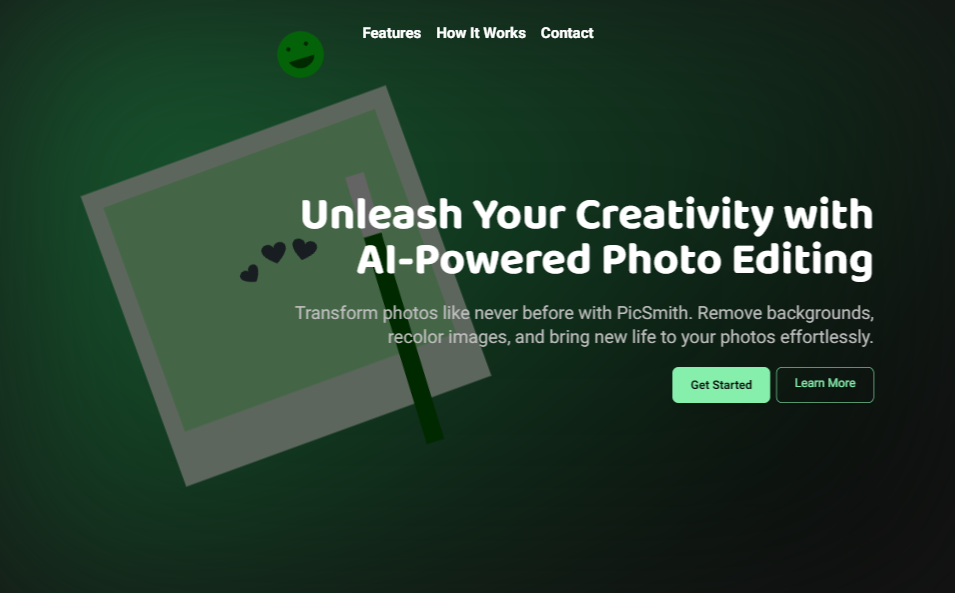 Features How It Works Contact
Unleash Your Creativity with
AI-Powered Photo Editing
Transform photos like never before with PicSmith. Remove backgrounds,
recolor images, and bring new life to your photos effortlessly.
Get Started Learn More